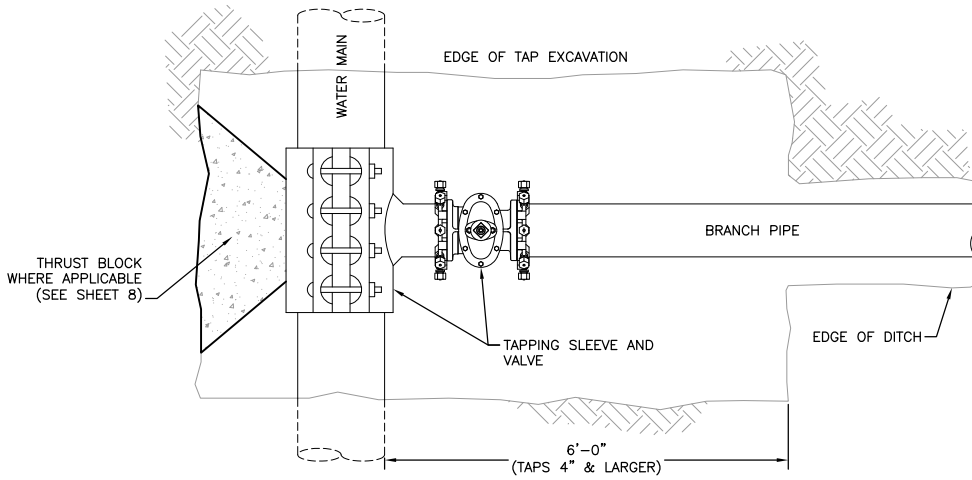 WATER MAIN
EDGE OF TAP EXCAVATION
BRANCH PIPE
THRUST BLOCK
WHERE APPLICABLE
(SEE SHEET 8)
TAPPING SLEEVE AND
VALVE
EDGE OF DITCH
6'-0"
(TAPS 4" & LARGER)